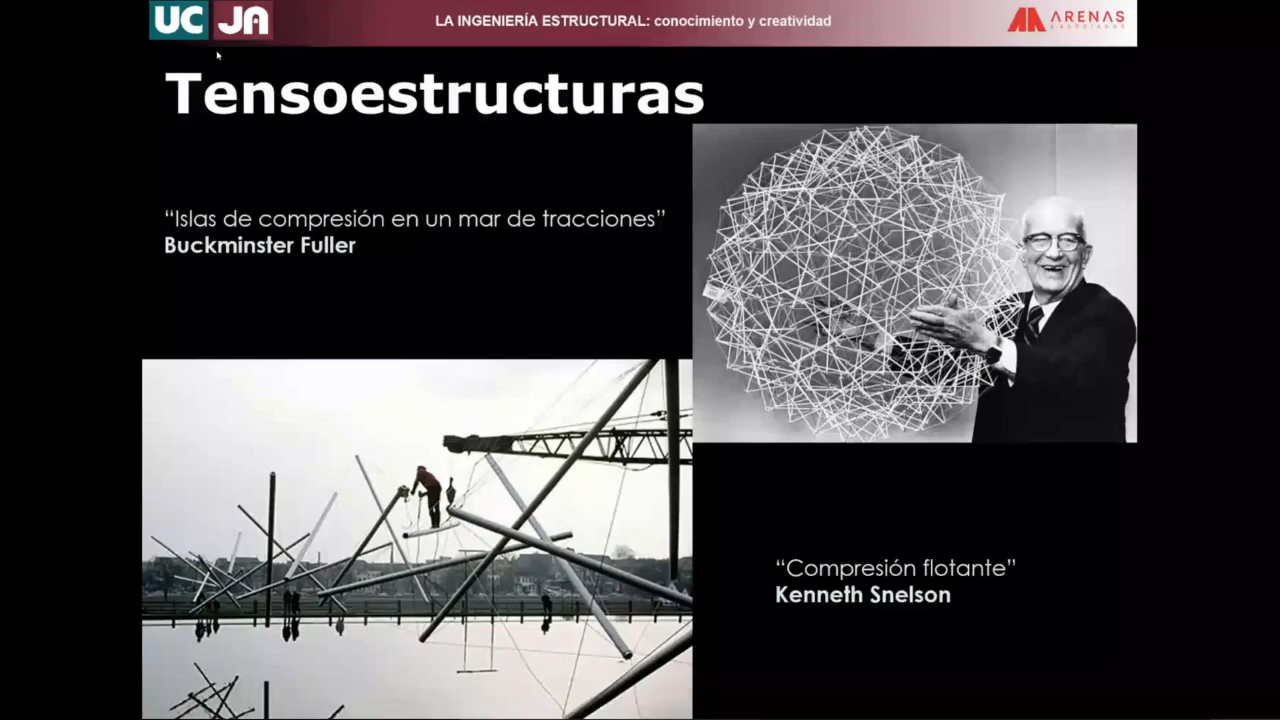 UC JA
LA INGENIERÍA ESTRUCTURAL: conocimiento y creatividad
ARENAS
& ASOCIADOS
Tensoestructuras
“Islas de compresión en un mar de tracciones”
Buckminster Fuller
“Compresión flotante”
Kenneth Snelson